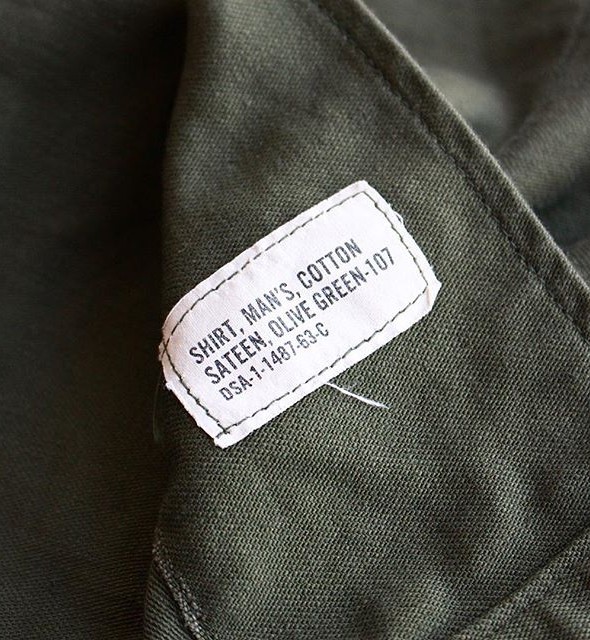 SHIRT, MAN'S, COTTON
SATEEN, OLIVE GREEN-107
DSA-1-1487-63-C